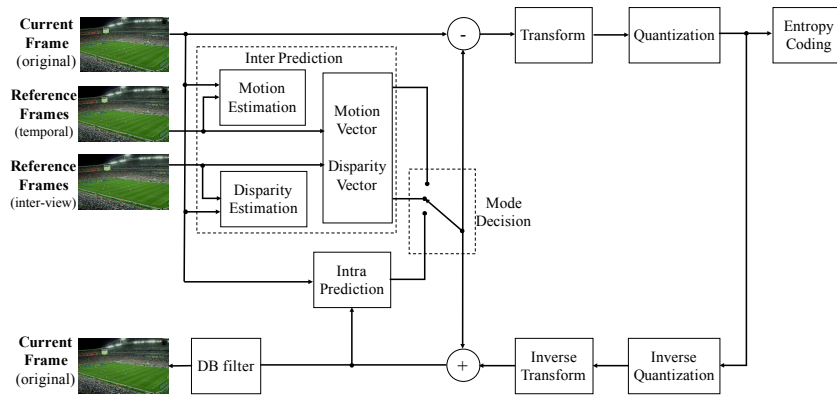 Current
Frame
(original)
Reference
Frames
(temporal)
Reference
Frames
(inter-view)
Inter Prediction
Motion
Estimation
Disparity
Estimation
Motion
Vector
Disparity
Vector
-
Transform
Quantization
Entropy
Coding
Mode
Decision
Intra
Prediction
Current
Frame
(original)
DB filter
+
Inverse
Transform
Inverse
Quantization